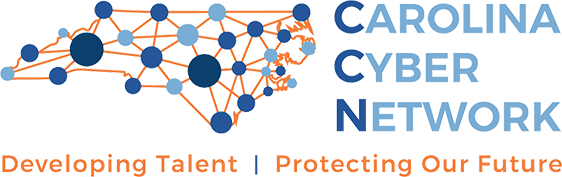 CAROLINA
CYBER
NETWORK
Developing Talent | Protecting Our Future